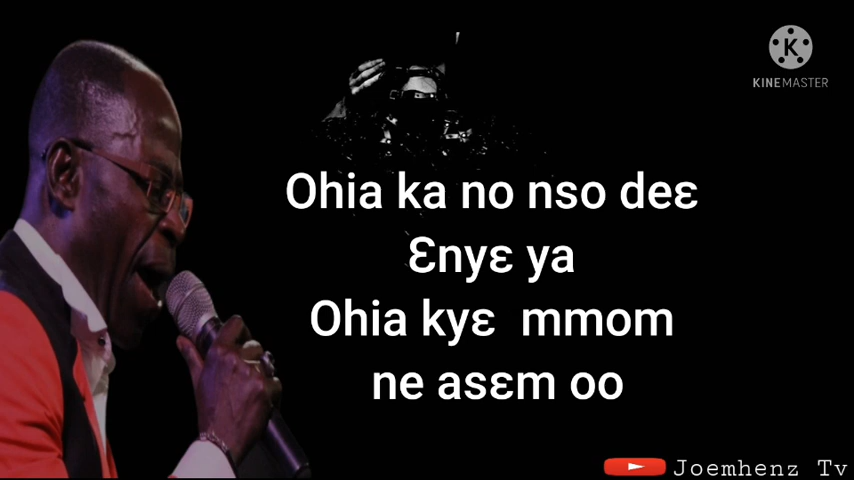 K
KINEMASTER
Ohia ka no nso deɛ
Ɛnyɛ ya
Ohia kyɛ mmom
ne asɛm oo
Joemhenz Tv